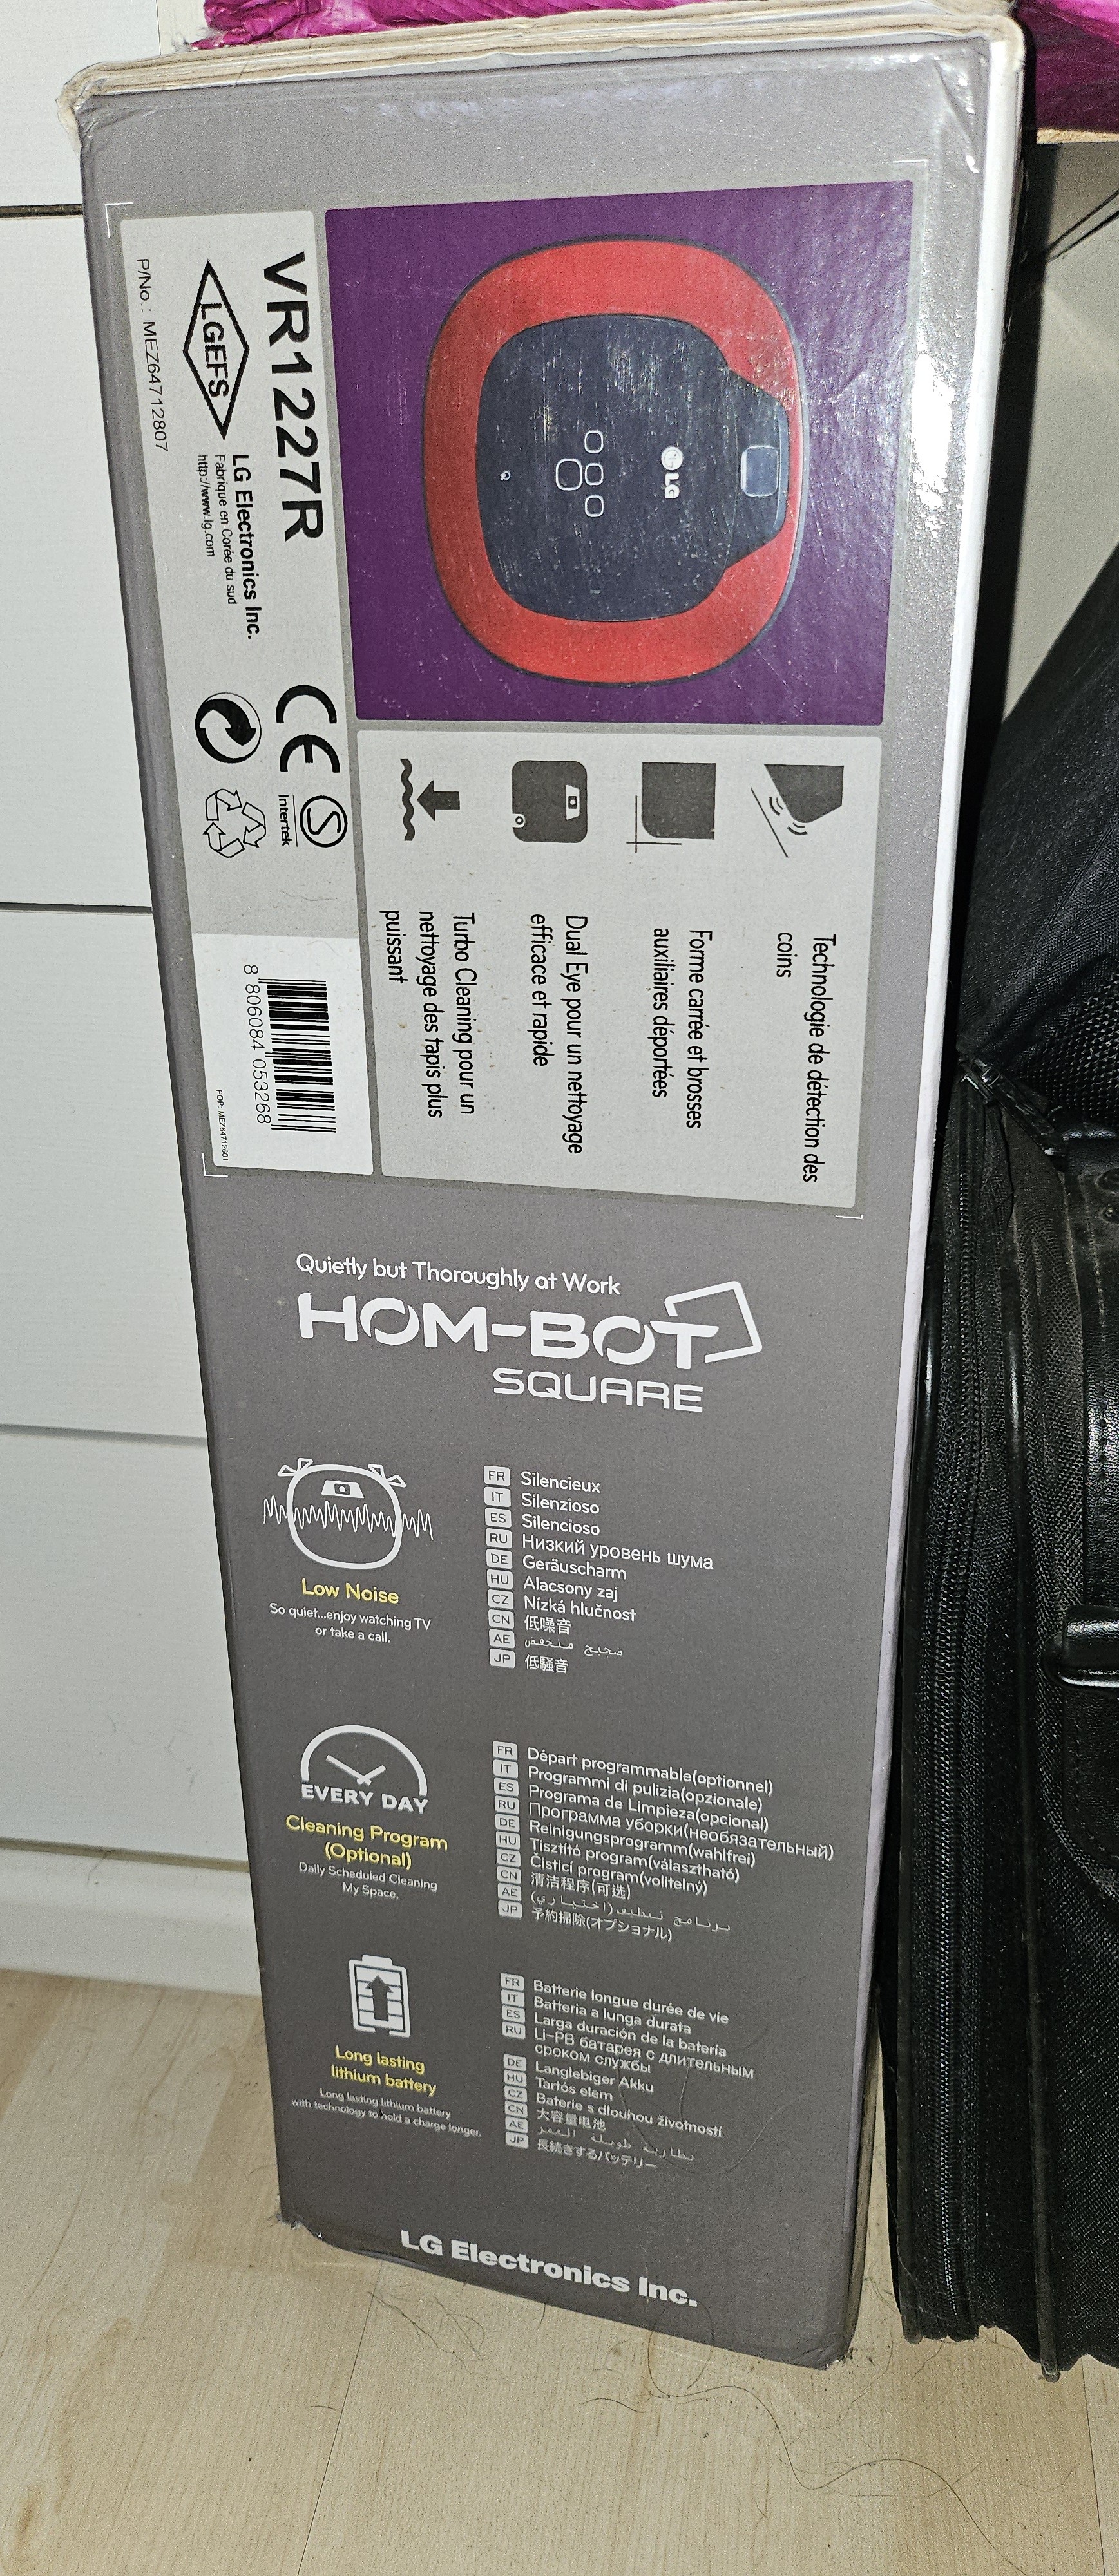 LG
VR1227R
LGEFS
LG Electronics Inc.
Fabriqué en Corée du sud
http://www.lg.com
P/No.: MEZ64712807
CE
Intertek
Technologie de détection des
coins
Forme carrée et brosses
auxiliaires déportées
Dual Eye pour un nettoyage
efficace et rapide
Turbo Cleaning pour un
nettoyage des tapis plus
puissant
8 806084 053268
POP: MEZ64712601
Quietly but Thoroughly at Work
HOM-BOT
SQUARE
Low Noise
So quiet...enjoy watching TV
or take a call.
FR Silencieux
IT Silenzioso
ES Silencioso
RU Низкий уровень шума
DE Geräuscharm
HU Alacsony zaj
CZ Nízká hlučnost
CN 低噪音
AE ضجيج منخفض
JP 低騒音
EVERY DAY
Cleaning Program
(Optional)
Daily Scheduled Cleaning
My Space.
FR Départ programmable(optionnel)
IT Programmi di pulizia(opzionale)
ES Programa de Limpieza(opcional)
RU Программа уборки(необязательный)
DE Reinigungsprogramm(wahlfrei)
HU Tisztító program(választható)
CZ Čisticí program(volitelný)
CN 清洁程序(可选)
AE برنامج تنظيف (اختياري)
JP 予約掃除(オプショナル)
Long lasting
lithium battery
Long lasting lithium battery
with technology to hold a charge longer.
FR Batterie longue durée de vie
IT Batteria a lunga durata
ES Larga duración de la batería
RU Li-PB батарея с длительным
сроком службы
DE Langlebiger Akku
HU Tartós elem
CZ Baterie s dlouhou životností
CN 大容量电池
AE بطارية طويلة العمر
JP 長続きするバッテリー
LG Electronics Inc.